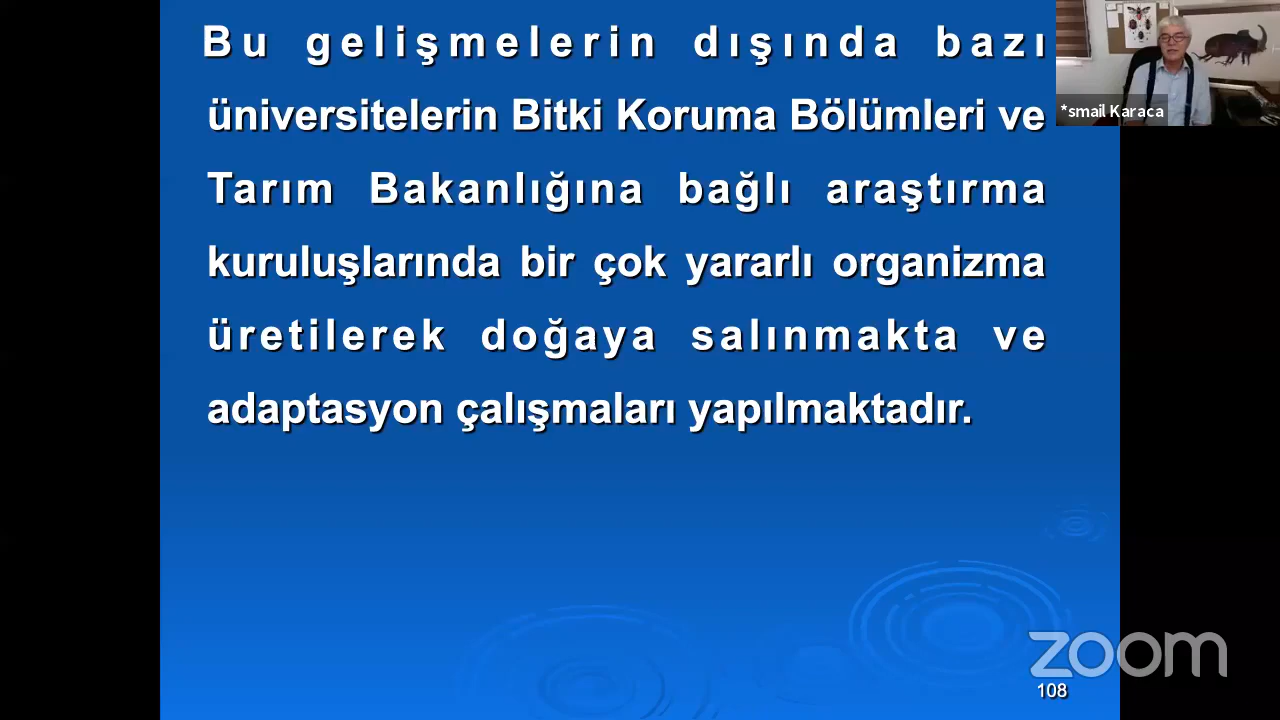 Bu gelişmelerin dışında bazı
üniversitelerin Bitki Koruma Bölümleri ve
Tarım Bakanlığına bağlı araştırma
kuruluşlarında bir çok yararlı organizma
üretilerek doğaya salınmakta ve
adaptasyon çalışmaları yapılmaktadır.
*smail Karaca
zoom
108